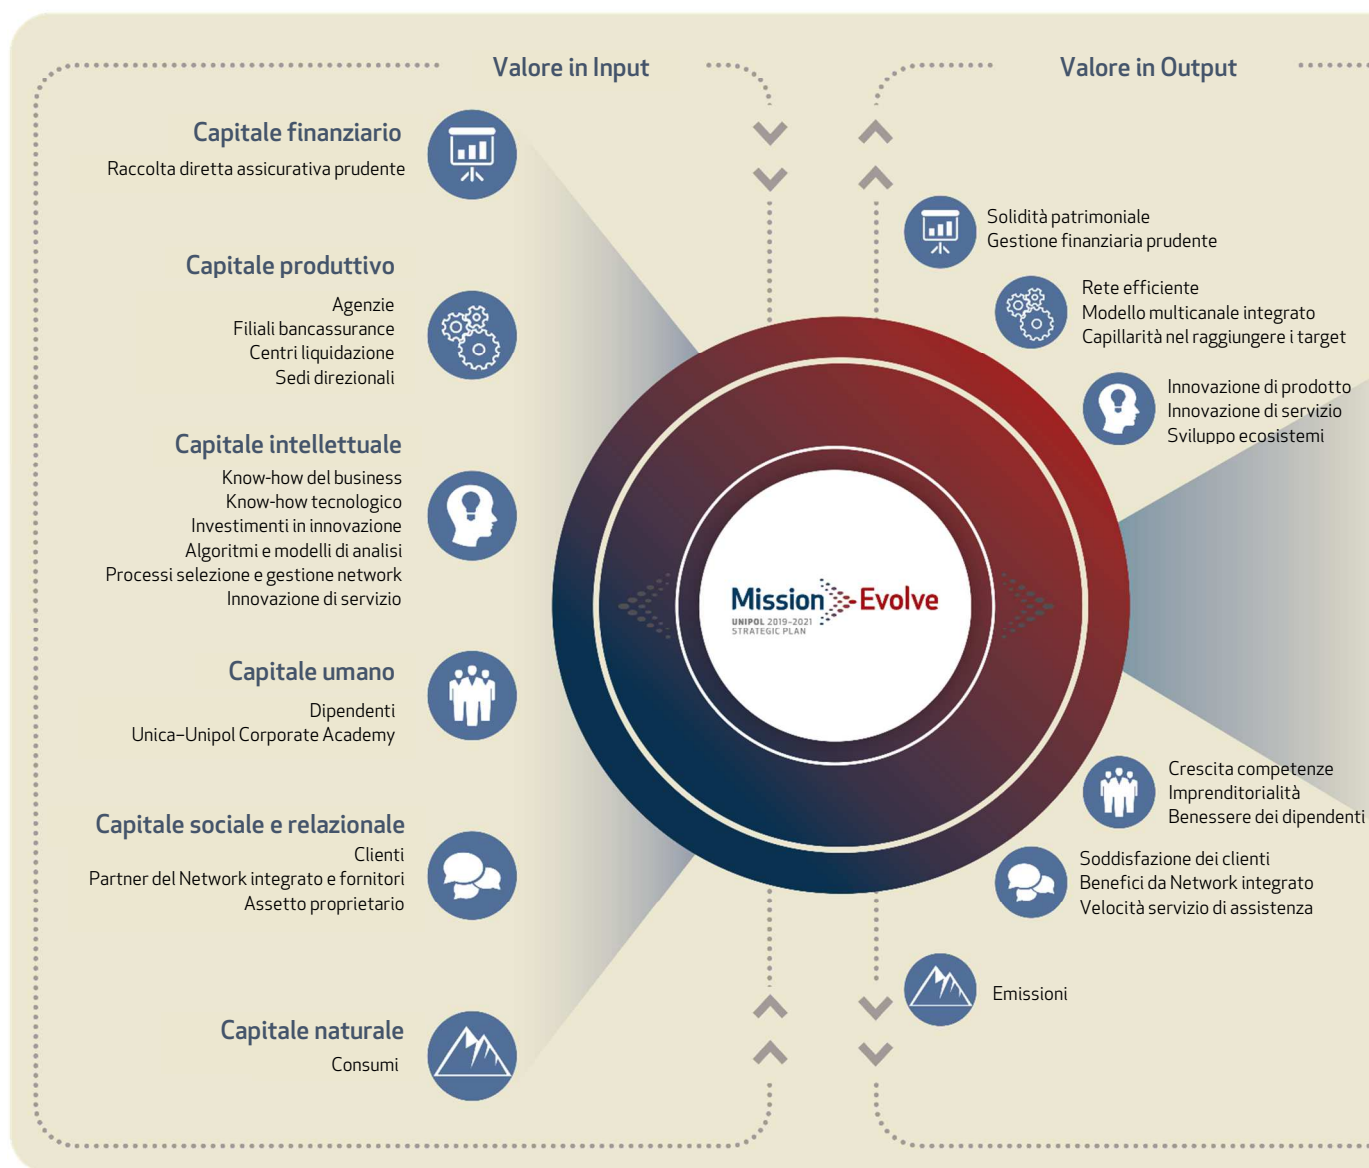 Valore in Input
Capitale finanziario
Raccolta diretta assicurativa prudente
Capitale produttivo
Agenzie
Filiali bancassurance
Centri liquidazione
Sedi direzionali
Capitale intellettuale
Know-how del business
Know-how tecnologico
Investimenti in innovazione
Algoritmi e modelli di analisi
Processi selezione e gestione network
Innovazione di servizio
Capitale umano
Dipendenti
Unica–Unipol Corporate Academy
Capitale sociale e relazionale
Clienti
Partner del Network integrato e fornitori
Assetto proprietario
Capitale naturale
Consumi
Mission Evolve
UNIPOL 2019-2021
STRATEGIC PLAN
Valore in Output
Solidità patrimoniale
Gestione finanziaria prudente
Rete efficiente
Modello multicanale integrato
Capillarità nel raggiungere i target
Innovazione di prodotto
Innovazione di servizio
Sviluppo ecosistemi
Crescita competenze
Imprenditorialità
Benessere dei dipendenti
Soddisfazione dei clienti
Benefici da Network integrato
Velocità servizio di assistenza
Emissioni